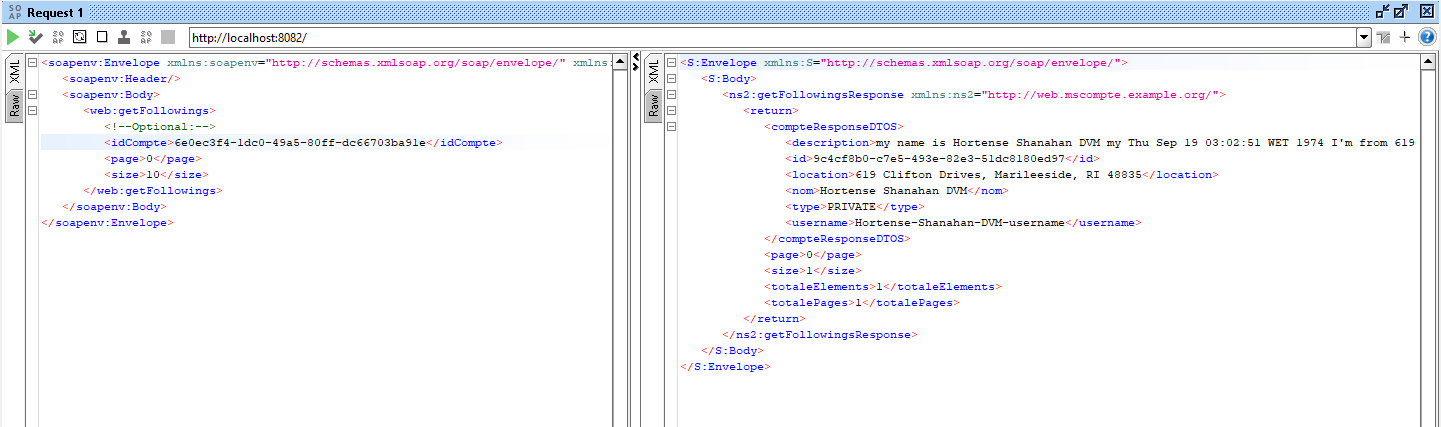 SO AP Request 1
SO AP SO AP http://localhost:8082/
XML
Raw
<soapenv:Envelope xmlns:soapenv="http://schemas.xmlsoap.org/soap/envelope/" xmlns:
<soapenv:Header/>
<soapenv:Body>
<web:getFollowings>
<!--Optional:-->
<idCompte>6e0ec3f4-1dc0-49a5-80ff-dc66703ba91e</idCompte>
<page>0</page>
<size>10</size>
</web:getFollowings>
</soapenv:Body>
</soapenv:Envelope>
XML
Raw
<S:Envelope xmlns:S="http://schemas.xmlsoap.org/soap/envelope/">
<S:Body>
<ns2:getFollowingsResponse xmlns:ns2="http://web.mscompte.example.org/">
<return>
<compteResponseDTOS>
<description>my name is Hortense Shanahan DVM my Thu Sep 19 03:02:51 WET 1974 I'm from 619
<id>9c4cf8b0-c7e5-493e-82e3-51dc8180ed97</id>
<location>619 Clifton Drives, Marileeside, RI 48835</location>
<nom>Hortense Shanahan DVM</nom>
<type>PRIVATE</type>
<username>Hortense-Shanahan-DVM-username</username>
</compteResponseDTOS>
<page>0</page>
<size>1</size>
<totaleElements>1</totaleElements>
<totalePages>1</totalePages>
</return>
</ns2:getFollowingsResponse>
</S:Body>
</S:Envelope>